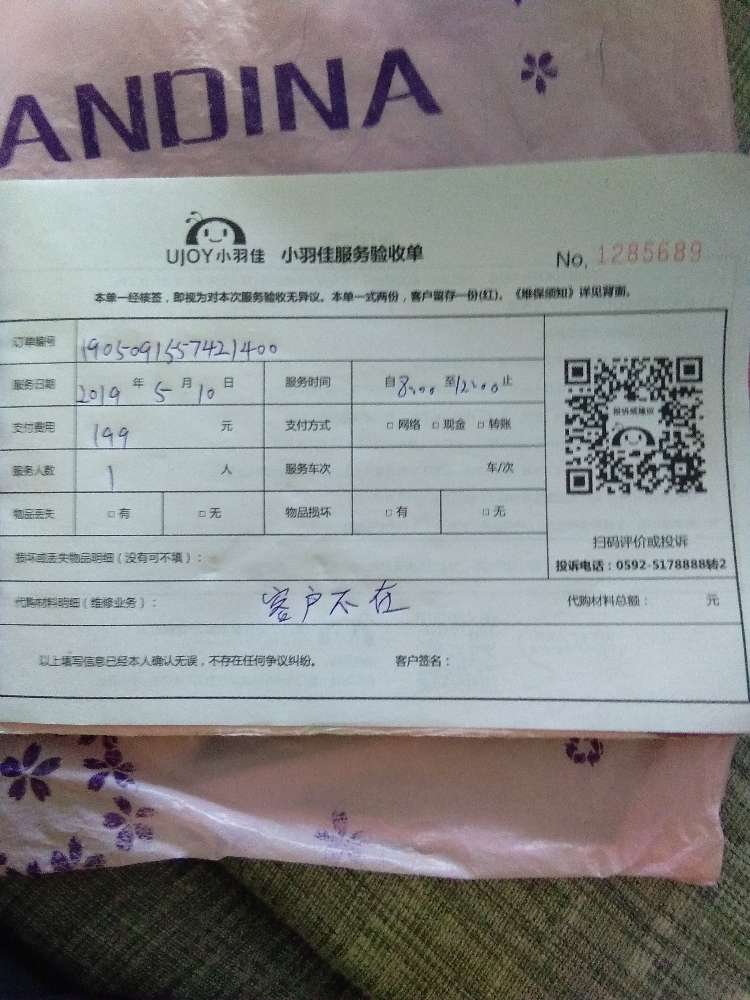 ANDINA
UJOY小羽佳 小羽佳服务验收单 No. 1285689
本单一经核签，即视为对本次服务验收无异议。本单一式两份，客户留存一份(红)。《维保须知》详见背面。
订单编号 1905091557421400
服务日期 2019 年 5 月 10 日 服务时间 自 8:00 至 12:00 止
支付费用 199 元 支付方式 □ 网络 □ 现金 □ 转账
服务人数 1 人 服务车次 车/次
物品丢失 □ 有 □ 无 物品损坏 □ 有 □ 无
投诉或建议
扫码评价或投诉
投诉电话：0592-5178888转2
损坏或丢失物品明细（没有可不填）：
代购材料明细（维修业务）： 客户不在 代购材料总额： 元
以上填写信息已经本人确认无误，不存在任何争议纠纷。 客户签名：